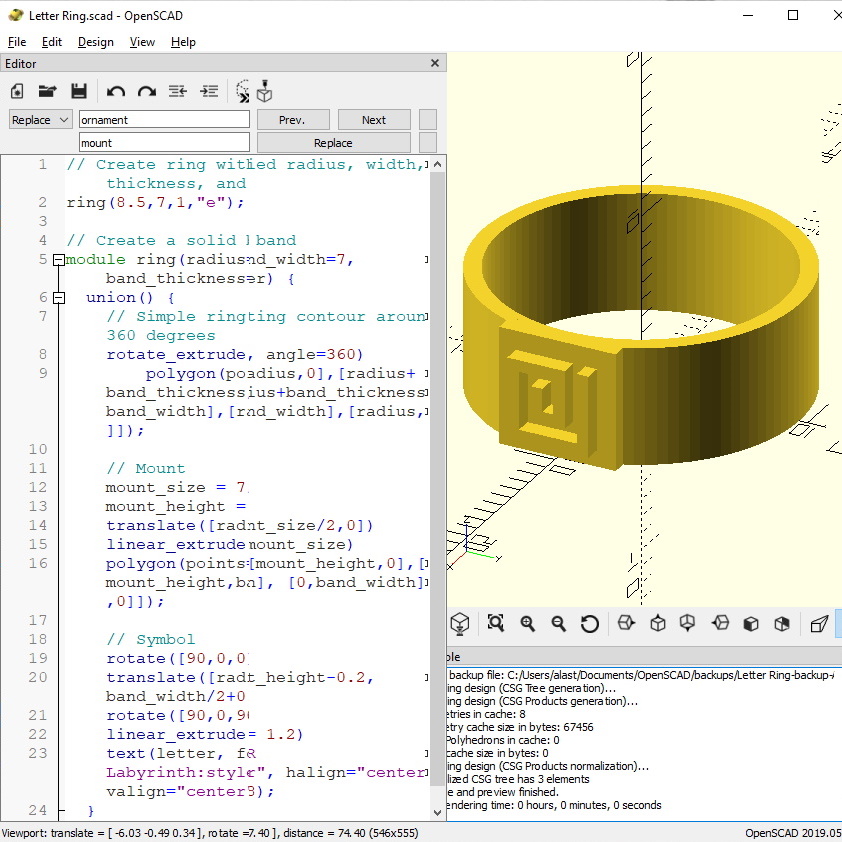 Letter Ring.scad - OpenSCAD
File Edit Design View Help
Editor
Replace ornament Prev. Next
mount Replace
1 // Create ring witied radius, width,
thickness, and
2 ring(8.5,7,1,"e");
3
4 // Create a solid band
5 module ring(radiusnd_width=7,
band_thicknesser) {
6 union() {
7 // Simple ringting contour aroun
360 degrees
8 rotate_extrude, angle=360)
9 polygon(poadius,0],[radius+
band_thicknessius+band_thickness
band_width],[rnd_width],[radius,
]]);
10
11 // Mount
12 mount_size = 7
13 mount_height =
14 translate([radnt_size/2,0])
15 linear_extrudemount_size)
16 polygon(points[mount_height,0],[
mount_height,ba], [0,band_width]
,0]]);
17
18 // Symbol
19 rotate([90,0,0
20 translate([radt_height-0.2,
band_width/2+0
21 rotate([90,0,90
22 linear_extrude= 1.2)
23 text(letter, fR
Labyrinth:style", halign="center
valign="center8);
24 }
Z
Y
X
ble
backup file: C:/Users/alast/Documents/OpenSCAD/backups/Letter Ring-backup-
ing design (CSG Tree generation)...
ing design (CSG Products generation)...
etries in cache: 8
etry cache size in bytes: 67456
Polyhedrons in cache: 0
cache size in bytes: 0
ing design (CSG Products normalization)...
lized CSG tree has 3 elements
e and preview finished.
endering time: 0 hours, 0 minutes, 0 seconds
Viewport: translate = [ -6.03 -0.49 0.34 ], rotate =7.40 ], distance = 74.40 (546x555) OpenSCAD 2019.05